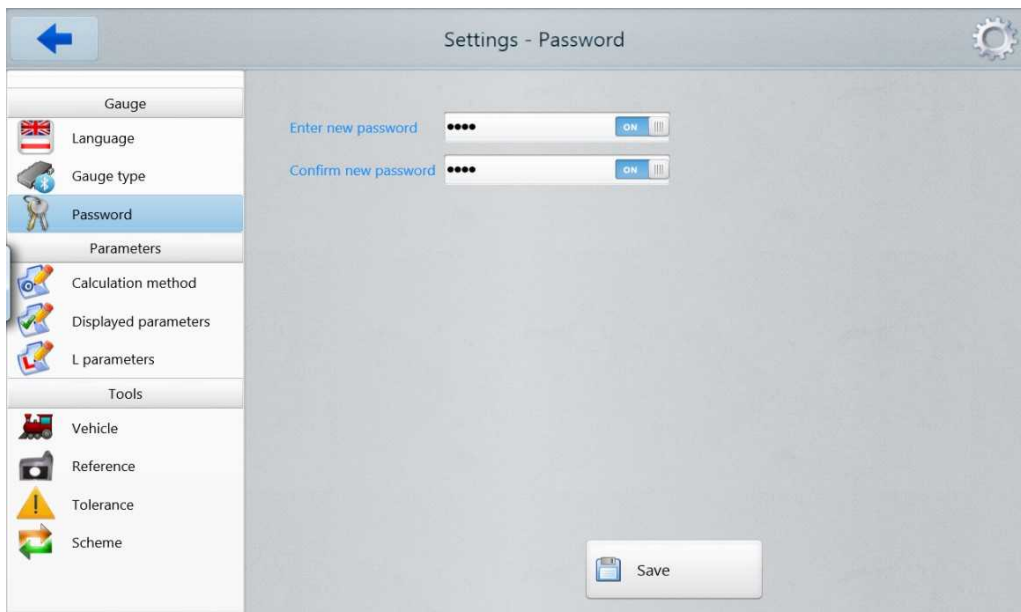 Settings - Password
Gauge
Language
Gauge type
Password
Parameters
Calculation method
Displayed parameters
L parameters
Tools
Vehicle
Reference
Tolerance
Scheme
Enter new password •••• ON
Confirm new password •••• ON
Save